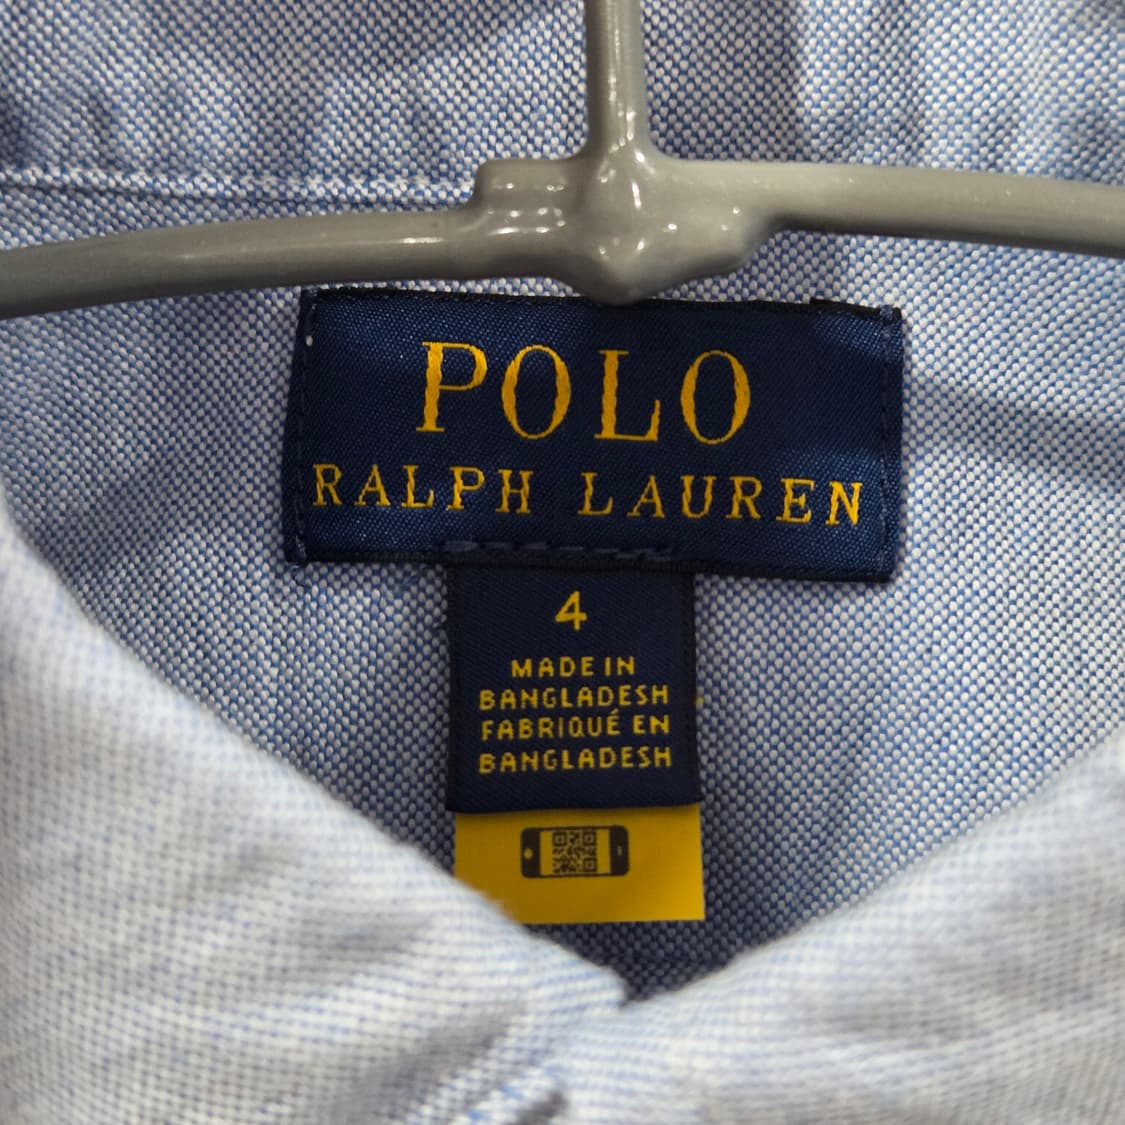 POLO
RALPH LAUREN
4
MADE IN
BANGLADESH
FABRIQUÉ EN
BANGLADESH